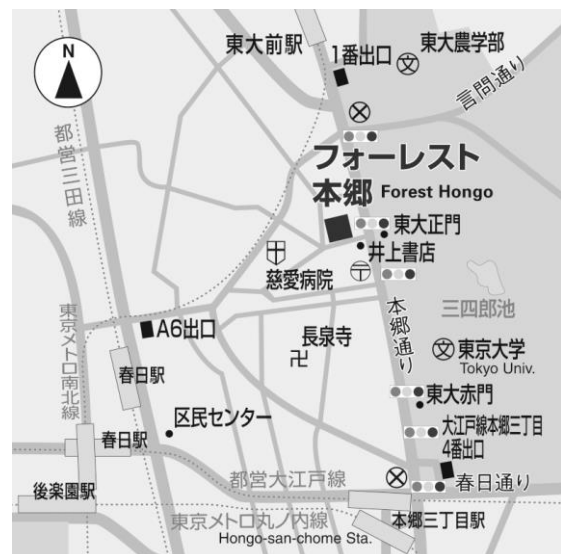 N
東大前駅
1番出口
文
東大農学部
言問通り
都営三田線
フォーレスト
本郷 Forest Hongo
東大正門
井上書店
慈愛病院
〒
三四郎池
本郷通り
A6出口
長泉寺
卍
文 東京大学
Tokyo Univ.
東京メトロ南北線
春日駅
東大赤門
区民センター
大江戸線本郷三丁目
4番出口
春日駅
都営大江戸線
春日通り
後楽園駅
東京メトロ丸ノ内線
本郷三丁目駅
Hongo-san-chome Sta.